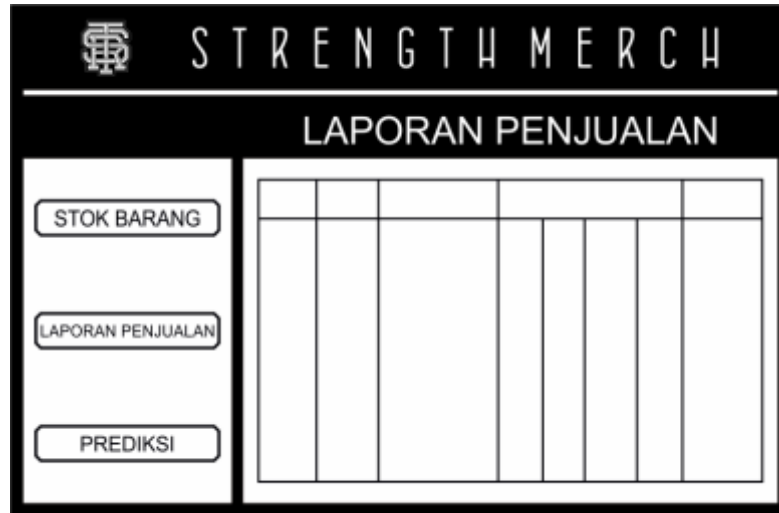 STRENGTH MERCH
LAPORAN PENJUALAN
STOK BARANG
LAPORAN PENJUALAN
PREDIKSI